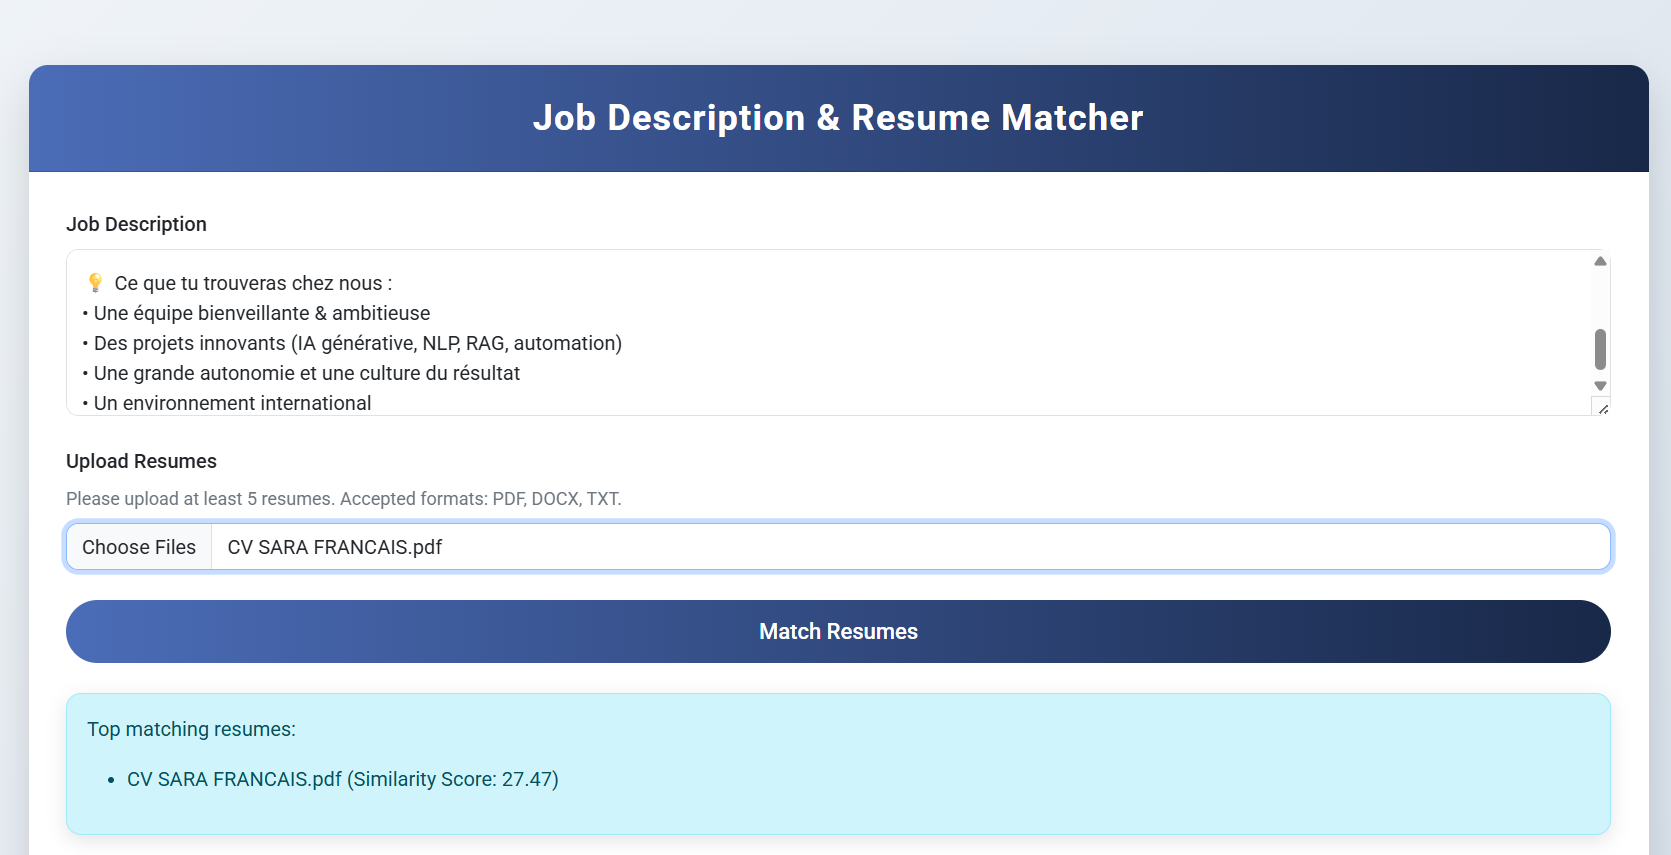 Job Description & Resume Matcher
Job Description
💡 Ce que tu trouveras chez nous :
• Une équipe bienveillante & ambitieuse
• Des projets innovants (IA générative, NLP, RAG, automation)
• Une grande autonomie et une culture du résultat
• Un environnement international
Upload Resumes
Please upload at least 5 resumes. Accepted formats: PDF, DOCX, TXT.
Choose Files CV SARA FRANCAIS.pdf
Match Resumes
Top matching resumes:
• CV SARA FRANCAIS.pdf (Similarity Score: 27.47)